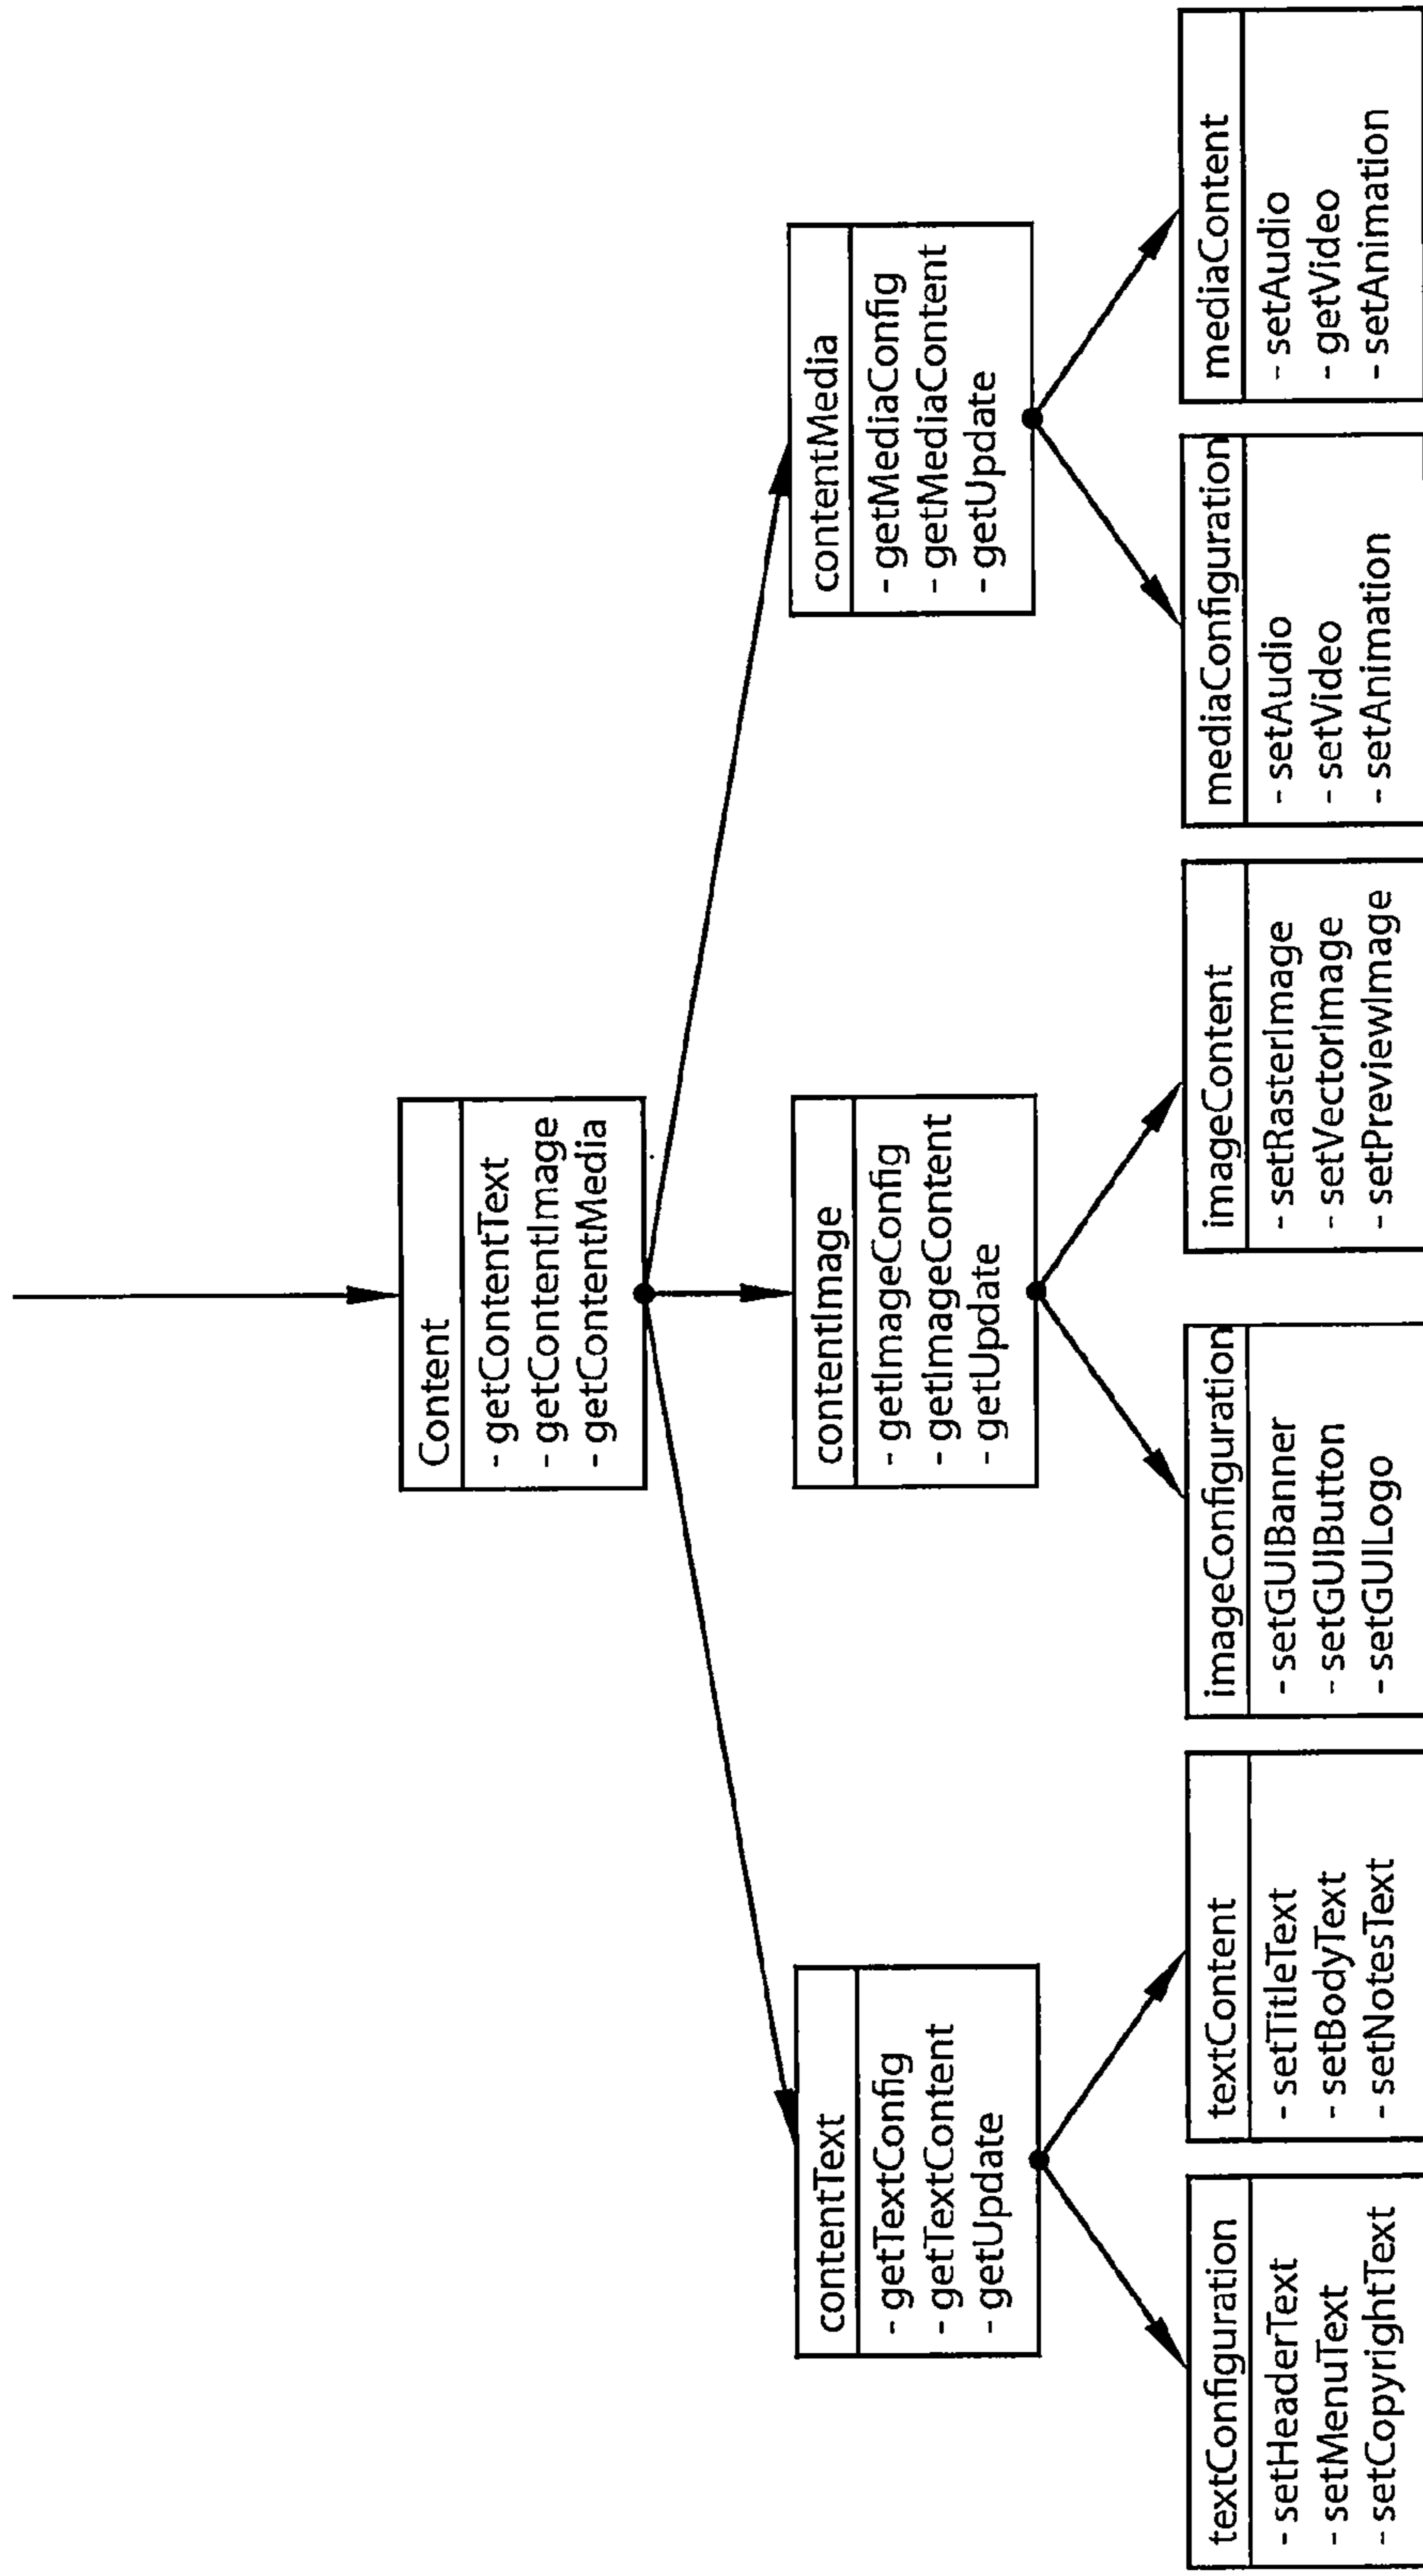 Content
- getContentText
- getContentImage
- getContentMedia
contentText
- getTextConfig
- getTextContent
- getUpdate
contentImage
- getImageConfig
- getImageContent
- getUpdate
contentMedia
- getMediaConfig
- getMediaContent
- getUpdate
textConfiguration
- setHeaderText
- setMenuText
- setCopyrightText
textContent
- setTitleText
- setBodyText
- setNotesText
imageConfiguration
- setGUIBanner
- setGUIButton
- setGUILogo
imageContent
- setRasterImage
- setVectorImage
- setPreviewImage
mediaConfiguration
- setAudio
- setVideo
- setAnimation
mediaContent
- setAudio
- getVideo
- setAnimation